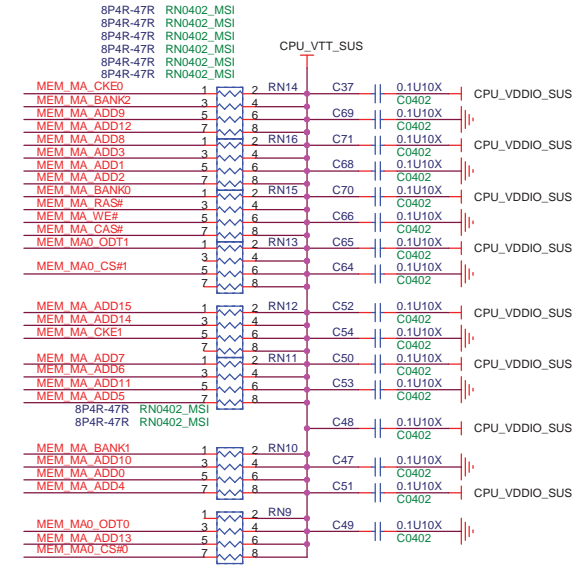 8P4R-47R RN0402_MSI
8P4R-47R RN0402_MSI
8P4R-47R RN0402_MSI
8P4R-47R RN0402_MSI
8P4R-47R RN0402_MSI
8P4R-47R RN0402_MSI
CPU_VTT_SUS
MEM_MA_CKE0 1 2 RN14 C37 0.1U10X CPU_VDDIO_SUS
MEM_MA_BANK2 3 4 C0402
MEM_MA_ADD9 5 6 C69 0.1U10X
MEM_MA_ADD12 7 8 C0402
MEM_MA_ADD8 1 2 RN16 C71 0.1U10X CPU_VDDIO_SUS
MEM_MA_ADD3 3 4 C0402
MEM_MA_ADD1 5 6 C68 0.1U10X
MEM_MA_ADD2 7 8 C0402
MEM_MA_BANK0 1 2 RN15 C70 0.1U10X CPU_VDDIO_SUS
MEM_MA_RAS# 3 4 C0402
MEM_MA_WE# 5 6 C66 0.1U10X
MEM_MA_CAS# 7 8 C0402
MEM_MA0_ODT1 1 2 RN13 C65 0.1U10X CPU_VDDIO_SUS
3 4 C0402
MEM_MA0_CS#1 5 6 C64 0.1U10X
7 8 C0402
MEM_MA_ADD15 1 2 RN12 C52 0.1U10X CPU_VDDIO_SUS
MEM_MA_ADD14 3 4 C0402
MEM_MA_CKE1 5 6 C54 0.1U10X
7 8 C0402
MEM_MA_ADD7 1 2 RN11 C50 0.1U10X CPU_VDDIO_SUS
MEM_MA_ADD6 3 4 C0402
MEM_MA_ADD11 5 6 C53 0.1U10X
MEM_MA_ADD5 7 8 C0402
8P4R-47R RN0402_MSI
8P4R-47R RN0402_MSI C48 0.1U10X CPU_VDDIO_SUS
C0402
MEM_MA_BANK1 1 2 RN10
MEM_MA_ADD10 3 4 C47 0.1U10X
MEM_MA_ADD0 5 6 C0402
MEM_MA_ADD4 7 8 C51 0.1U10X CPU_VDDIO_SUS
C0402
1 2 RN9
MEM_MA0_ODT0 3 4 C49 0.1U10X
MEM_MA_ADD13 5 6 C0402
MEM_MA0_CS#0 7 8